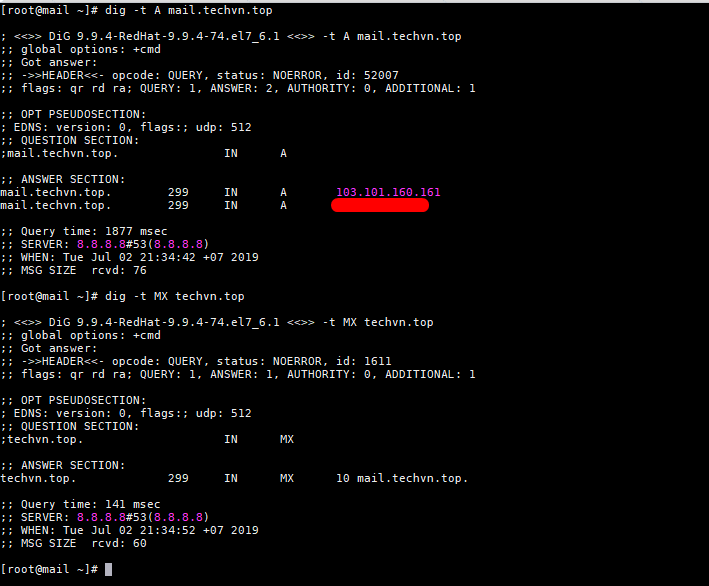 [root@mail ~]# dig -t A mail.techvn.top
; <<>> DiG 9.9.4-RedHat-9.9.4-74.el7_6.1 <<>> -t A mail.techvn.top
;; global options: +cmd
;; Got answer:
;; ->>HEADER<<- opcode: QUERY, status: NOERROR, id: 52007
;; flags: qr rd ra; QUERY: 1, ANSWER: 2, AUTHORITY: 0, ADDITIONAL: 1
;; OPT PSEUDOSECTION:
; EDNS: version: 0, flags:; udp: 512
;; QUESTION SECTION:
;mail.techvn.top. IN A
;; ANSWER SECTION:
mail.techvn.top. 299 IN A 103.101.160.161
mail.techvn.top. 299 IN A
;; Query time: 1877 msec
;; SERVER: 8.8.8.8#53(8.8.8.8)
;; WHEN: Tue Jul 02 21:34:42 +07 2019
;; MSG SIZE rcvd: 76
[root@mail ~]# dig -t MX techvn.top
; <<>> DiG 9.9.4-RedHat-9.9.4-74.el7_6.1 <<>> -t MX techvn.top
;; global options: +cmd
;; Got answer:
;; ->>HEADER<<- opcode: QUERY, status: NOERROR, id: 1611
;; flags: qr rd ra; QUERY: 1, ANSWER: 1, AUTHORITY: 0, ADDITIONAL: 1
;; OPT PSEUDOSECTION:
; EDNS: version: 0, flags:; udp: 512
;; QUESTION SECTION:
;techvn.top. IN MX
;; ANSWER SECTION:
techvn.top. 299 IN MX 10 mail.techvn.top.
;; Query time: 141 msec
;; SERVER: 8.8.8.8#53(8.8.8.8)
;; WHEN: Tue Jul 02 21:34:52 +07 2019
;; MSG SIZE rcvd: 60
[root@mail ~]#